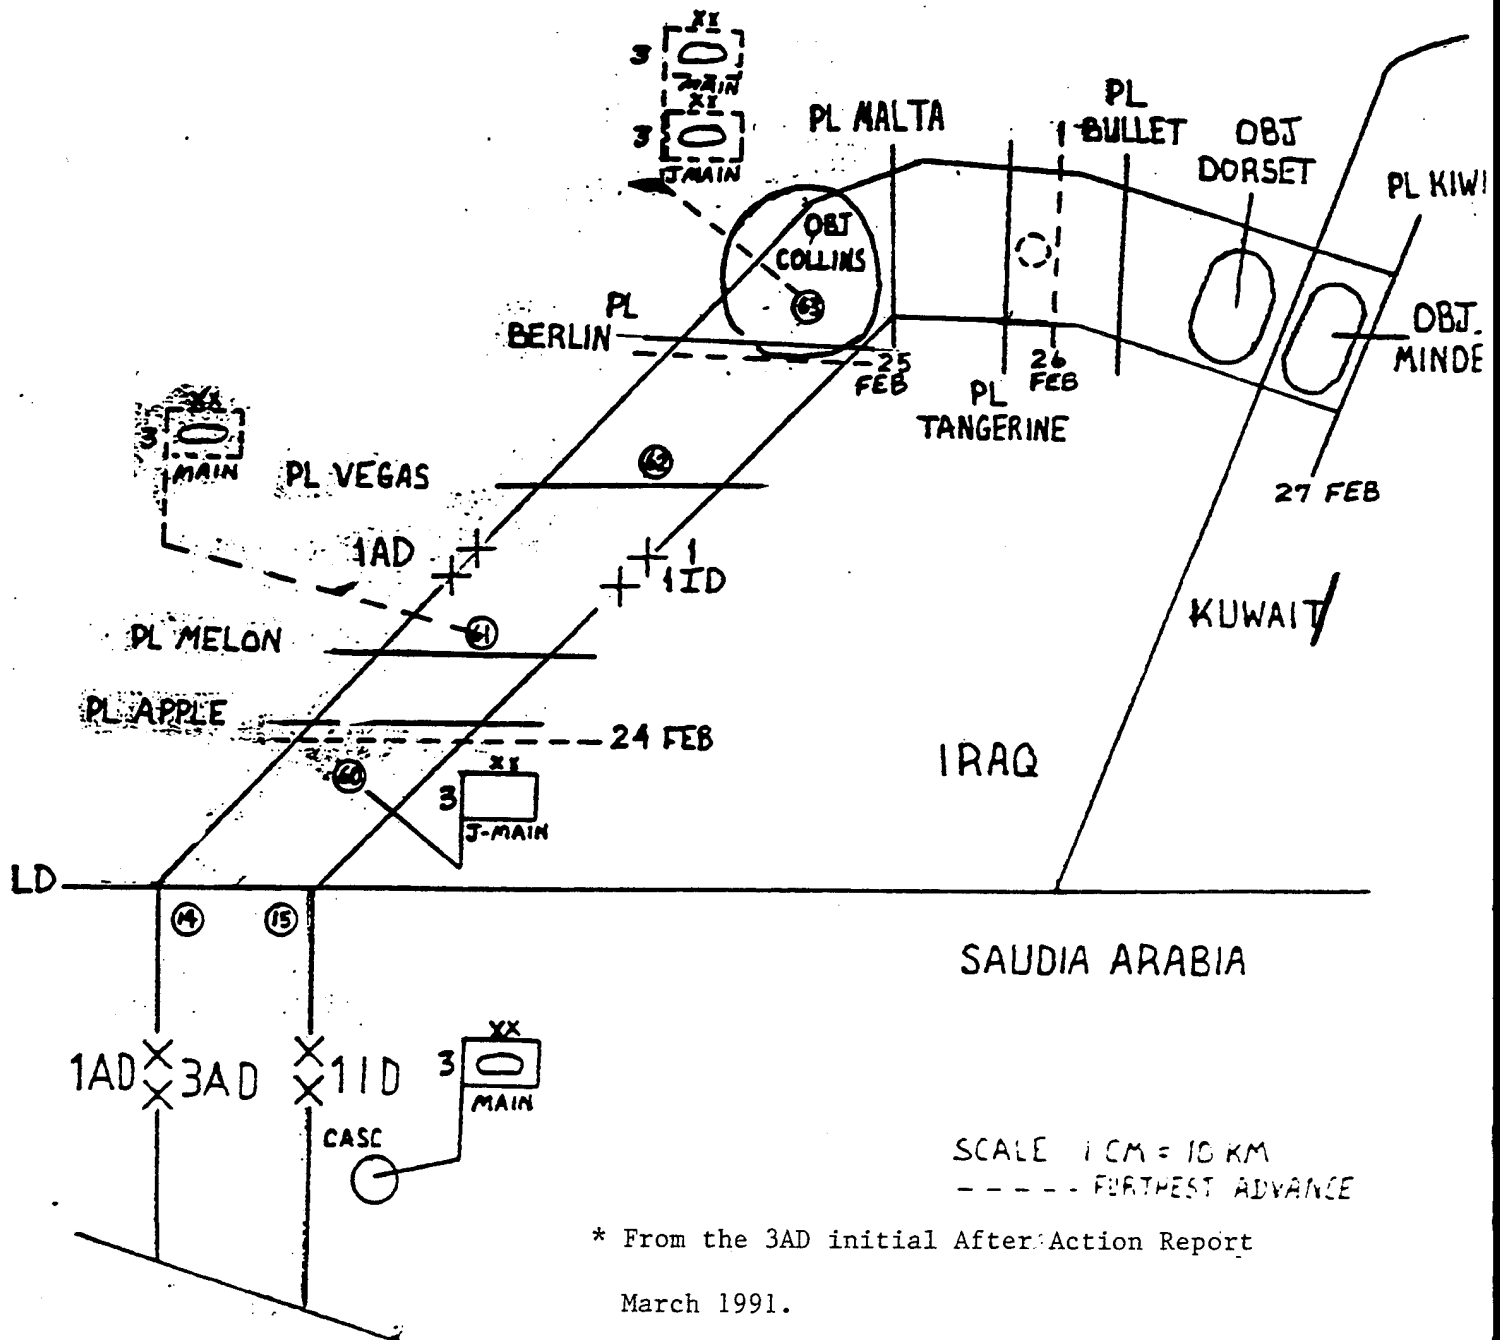 XX
3
MAIN
XX
3
JMAIN
PL MALTA
PL
BULLET
OBJ
DORSET
PL KIWI
OBJ
COLLINS
63
PL
BERLIN
25
FEB
26
FEB
PL
TANGERINE
OBJ.
MINDE
27 FEB
XX
3
MAIN
PL VEGAS
62
1AD
1
1ID
KUWAIT
PL MELON
61
PL APPLE
24 FEB
60
XX
3
J-MAIN
IRAQ
LD
14
15
SAUDIA ARABIA
1AD
3AD
1ID
XX
3
MAIN
CASC
SCALE 1 CM = 10 KM
----- FURTHEST ADVANCE
* From the 3AD initial After Action Report
March 1991.